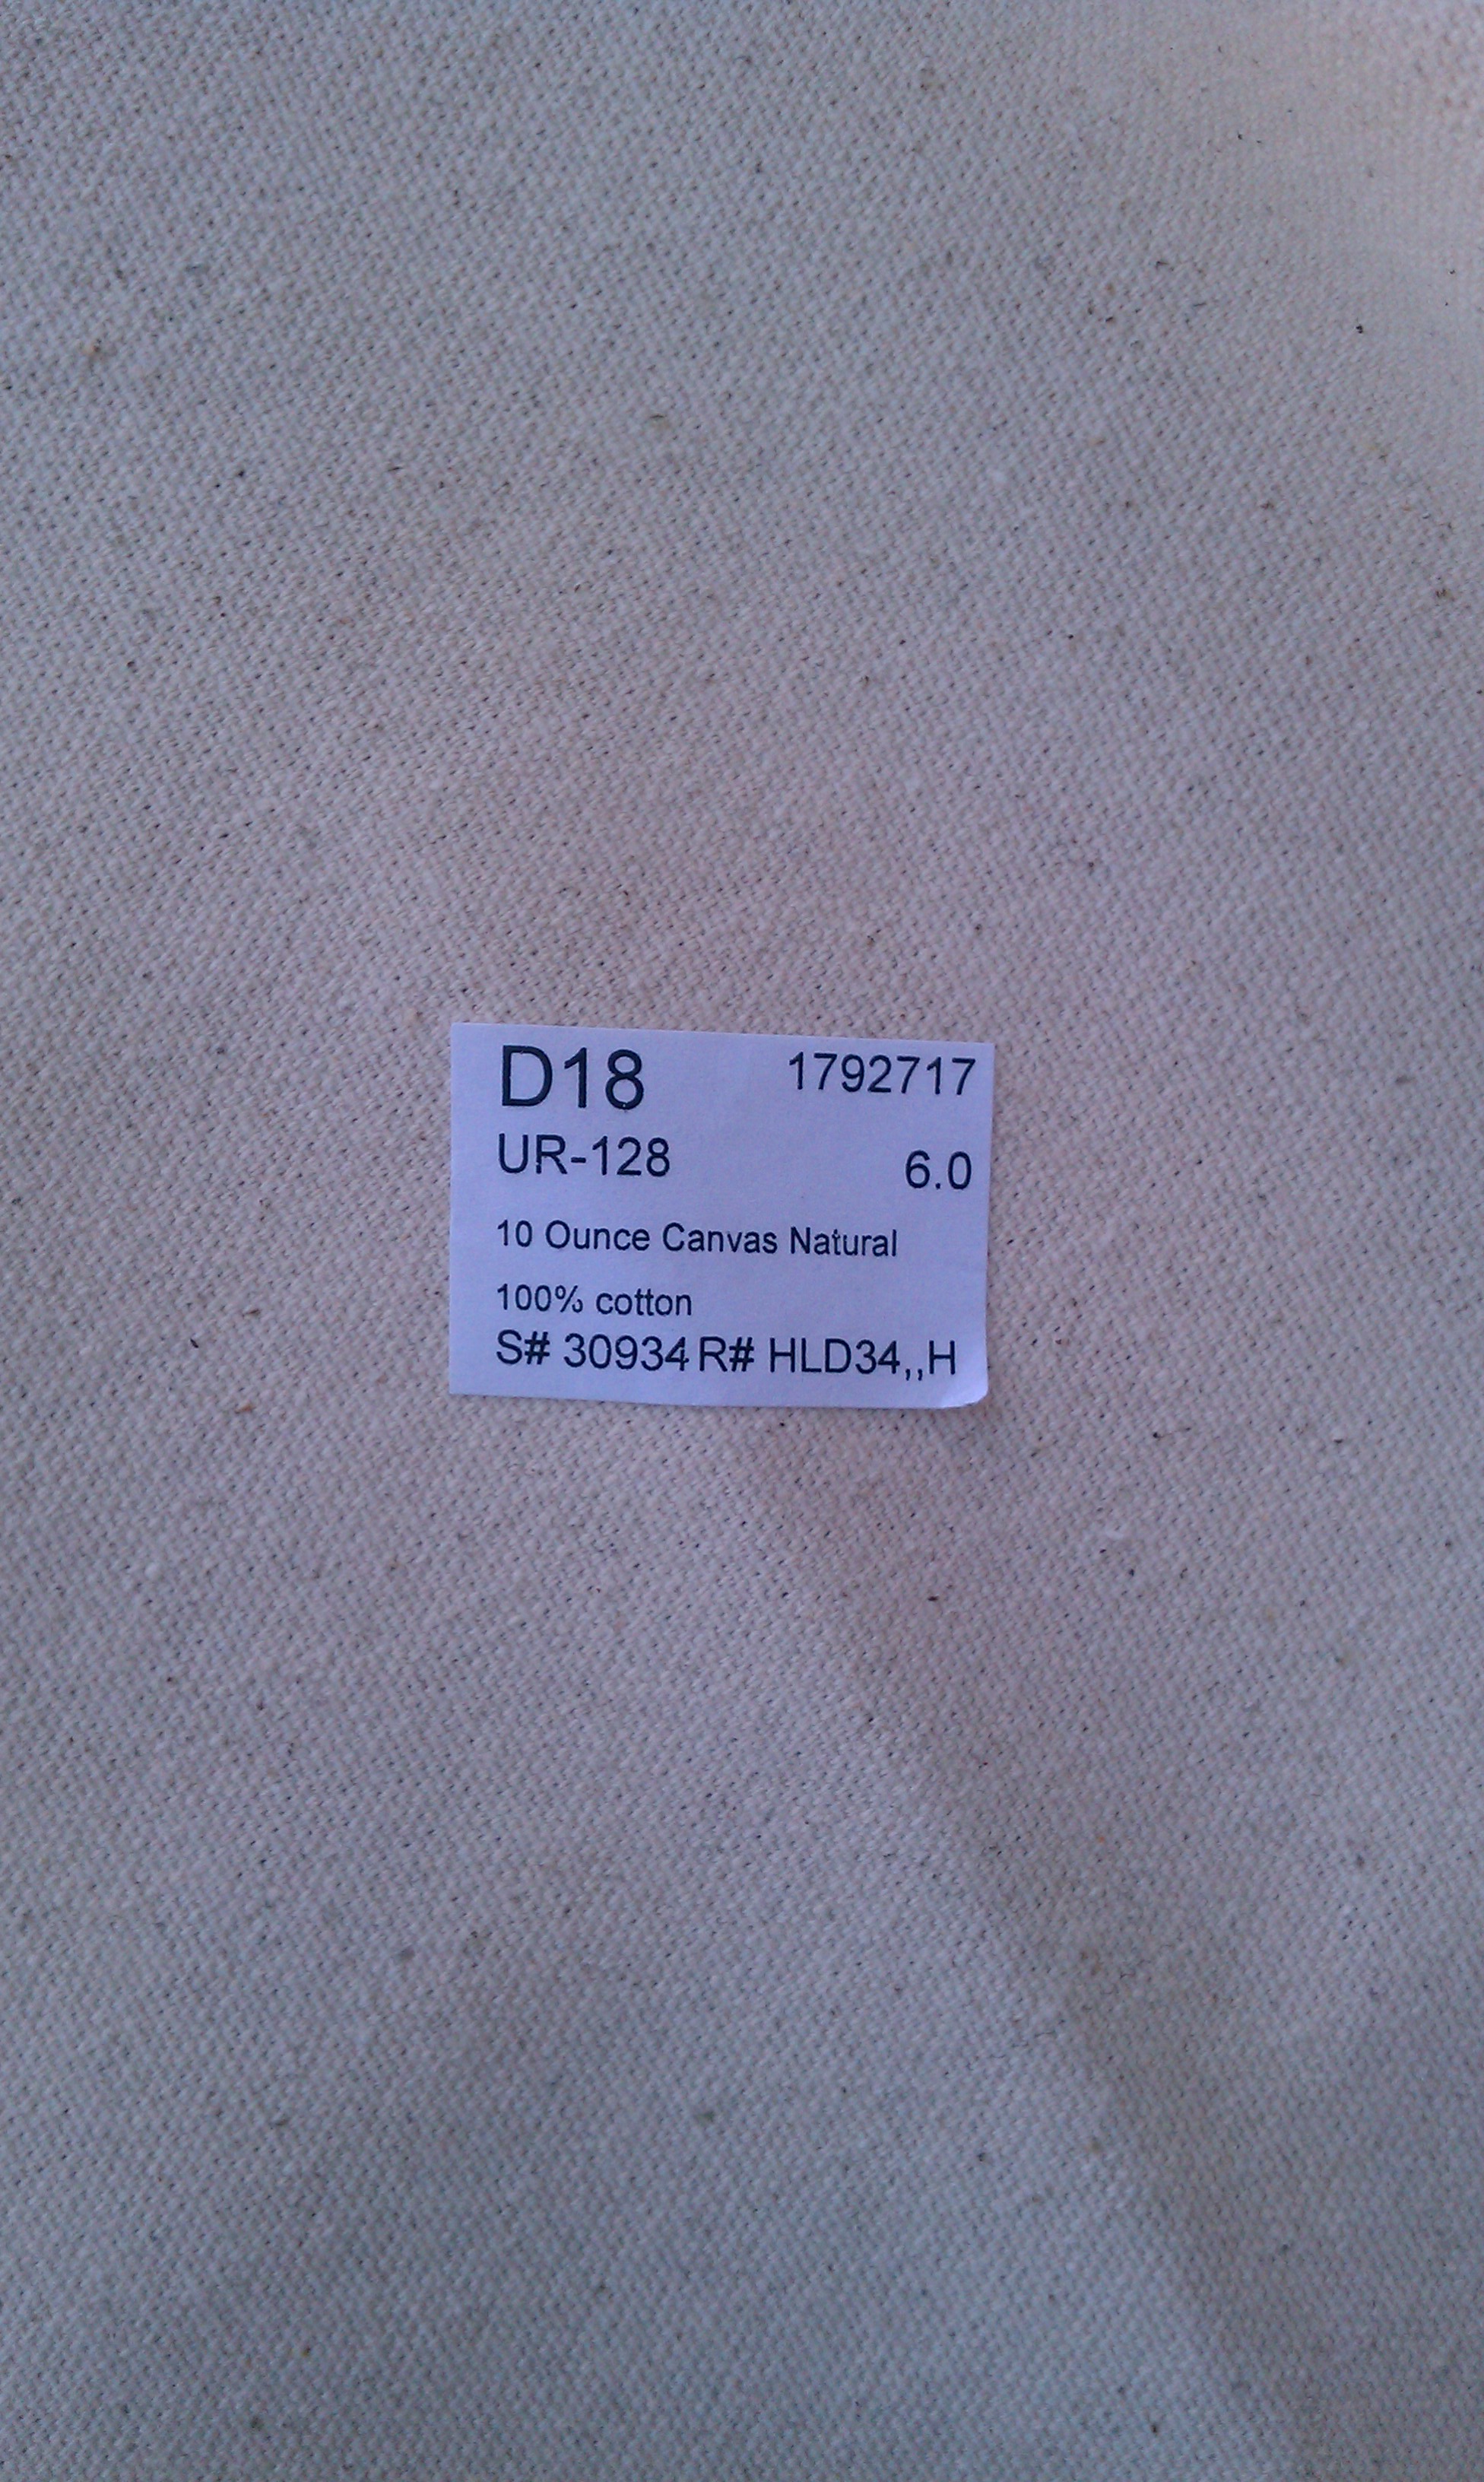 D18 1792717
UR-128 6.0
10 Ounce Canvas Natural
100% cotton
S# 30934 R# HLD34,,H